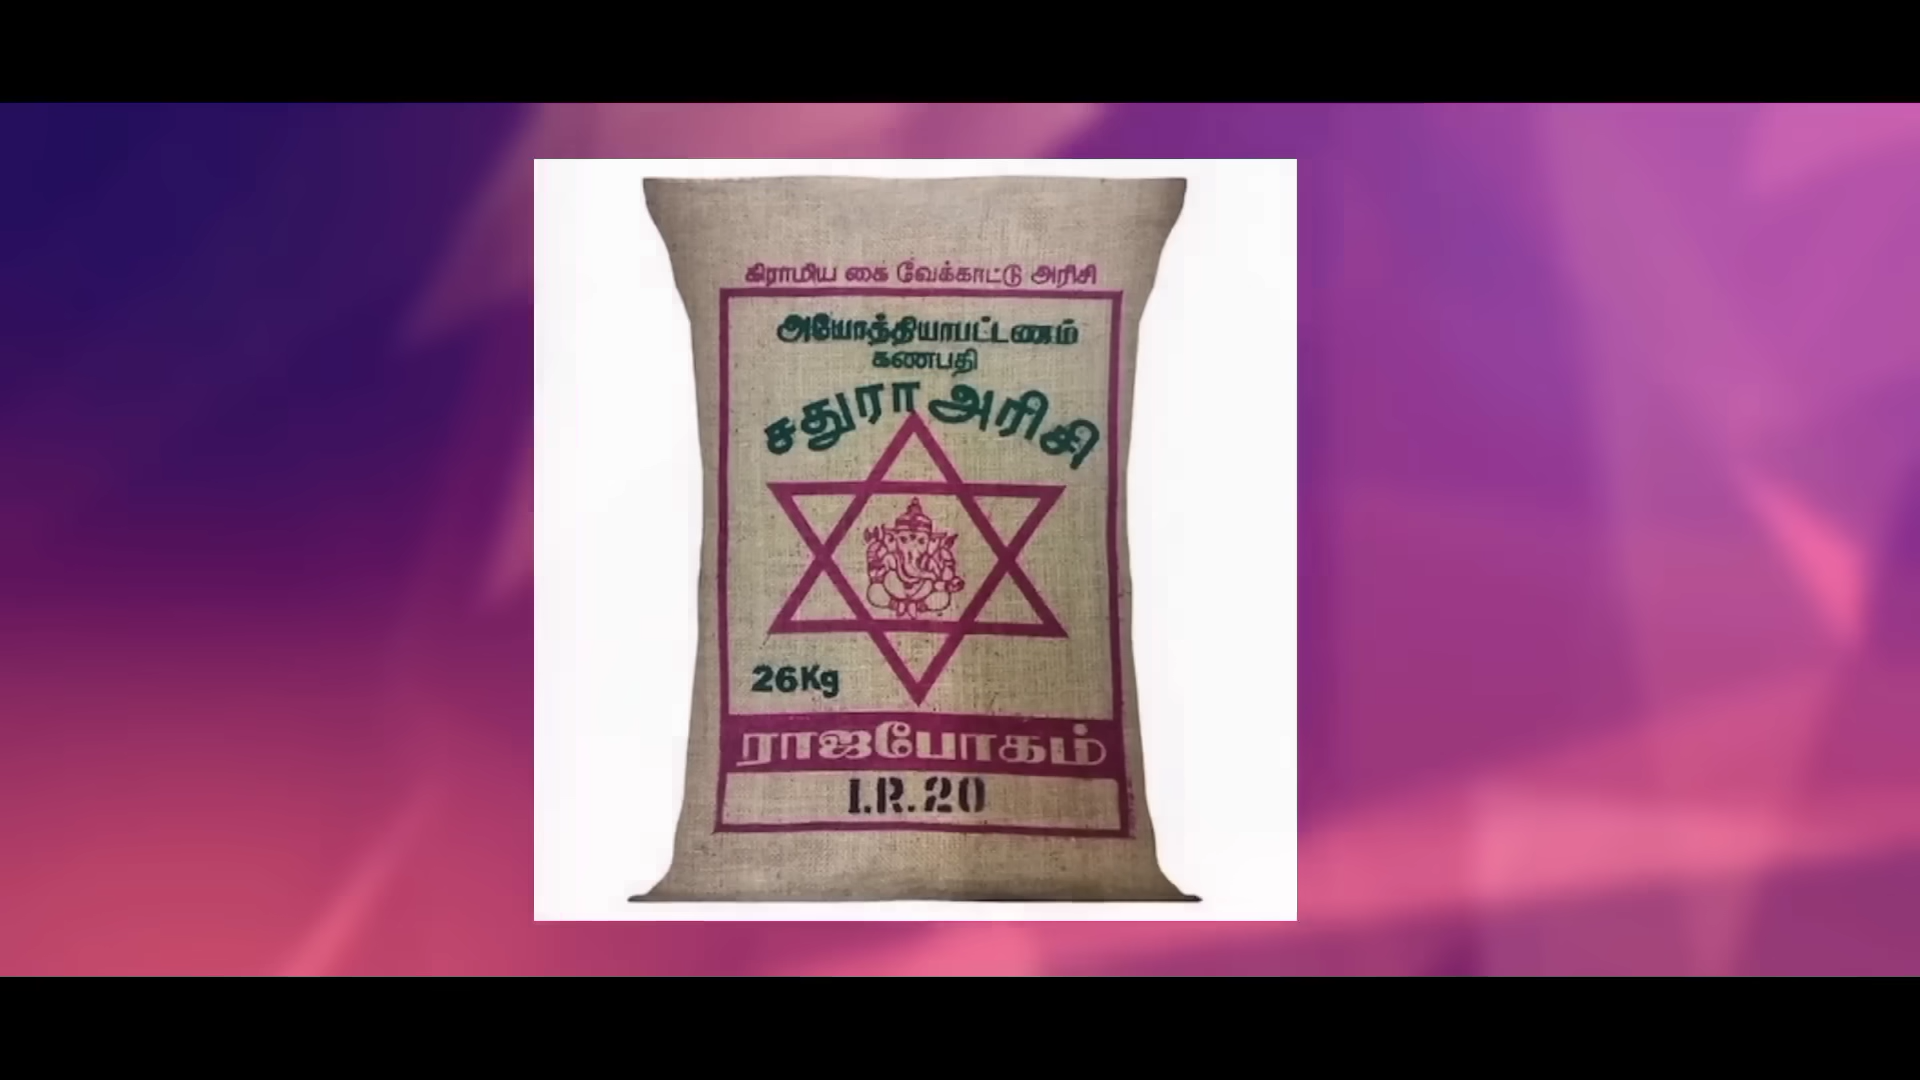 கிராமிய கை வேக்காட்டு அரிசி
அயோத்தியாபட்டணம்
கணபதி
சதுரா அரிசி
26Kg
ராஜபோகம்
I.R.20